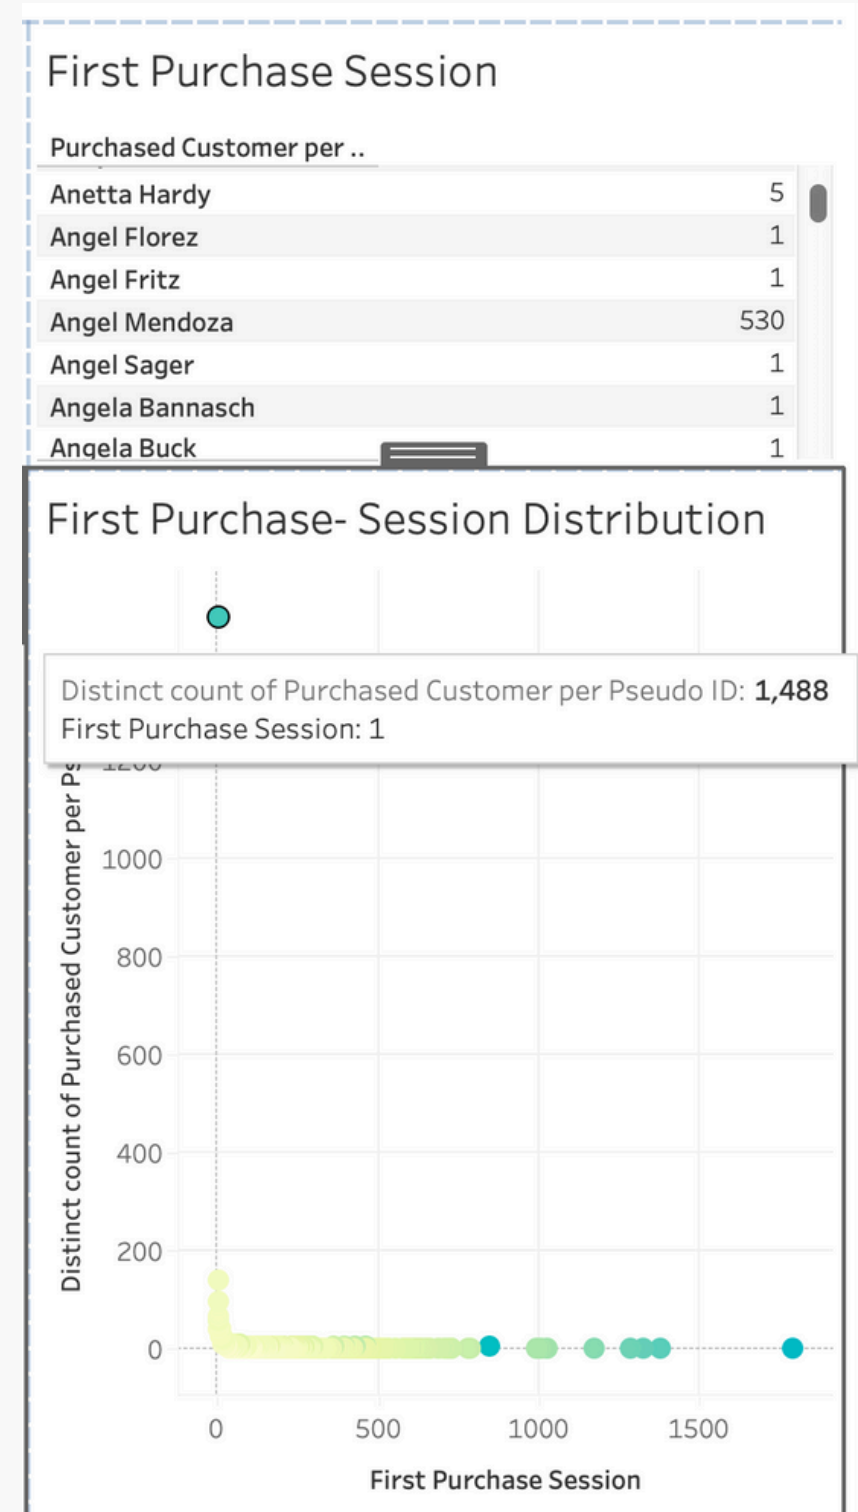 First Purchase Session
Purchased Customer per ..
Anetta Hardy 5
Angel Florez 1
Angel Fritz 1
Angel Mendoza 530
Angel Sager 1
Angela Bannasch 1
Angela Buck 1
First Purchase- Session Distribution
Distinct count of Purchased Customer per Pseudo ID: 1,488
First Purchase Session: 1
Distinct count of Purchased Customer per Ps
1000
800
600
400
200
0
0 500 1000 1500
First Purchase Session